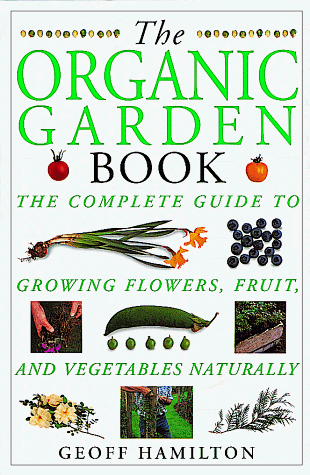 The
ORGANIC
GARDEN
BOOK
THE COMPLETE GUIDE TO
GROWING FLOWERS, FRUIT,
AND VEGETABLES NATURALLY
GEOFF HAMILTON